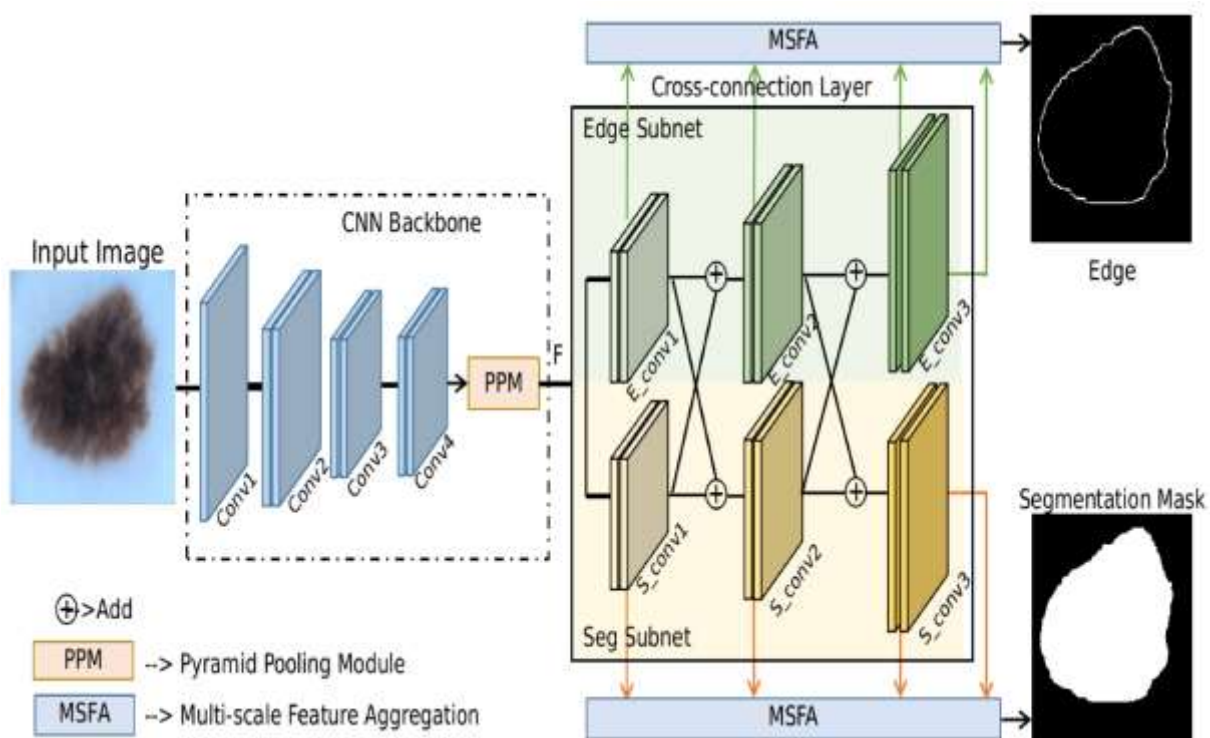 MSFA
Cross-connection Layer
Edge Subnet
CNN Backbone
Input Image
Edge
E_conv1
E_conv2
E_conv3
F
PPM
Conv1
Conv2
Conv3
Conv4
Segmentation Mask
S_conv1
S_conv2
S_conv3
+>Add
Seg Subnet
PPM --> Pyramid Pooling Module
MSFA --> Multi-scale Feature Aggregation
MSFA